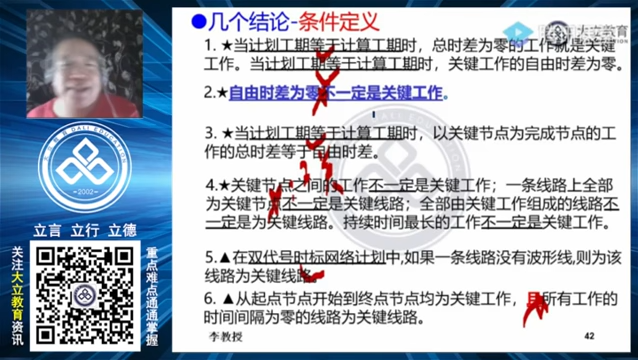 ●几个结论-条件定义
1. ★当计划工期等于计算工期时，总时差为零的工作就是关键
工作。当计划工期等于计算工期时，关键工作的自由时差为零。
2.★自由时差为零不一定是关键工作。
3. ★当计划工期等于计算工期时，以关键节点为完成节点的工
作的总时差等于自由时差。
4.★关键节点之间的工作不一定是关键工作；一条线路上全部
为关键节点不一定是关键线路；全部由关键工作组成的线路不
一定是为关键线路。持续时间最长的工作不一定是关键工作。
5.▲在双代号时标网络计划中,如果一条线路没有波形线,则为该
线路为关键线路
6. ▲从起点节点开始到终点节点均为关键工作，且所有工作的
时间间隔为零的线路为关键线路。
李教授
42
DALI EDUCATION
-2002-
立言 立行 立德
关注大立教育资讯
重点难点通通掌握